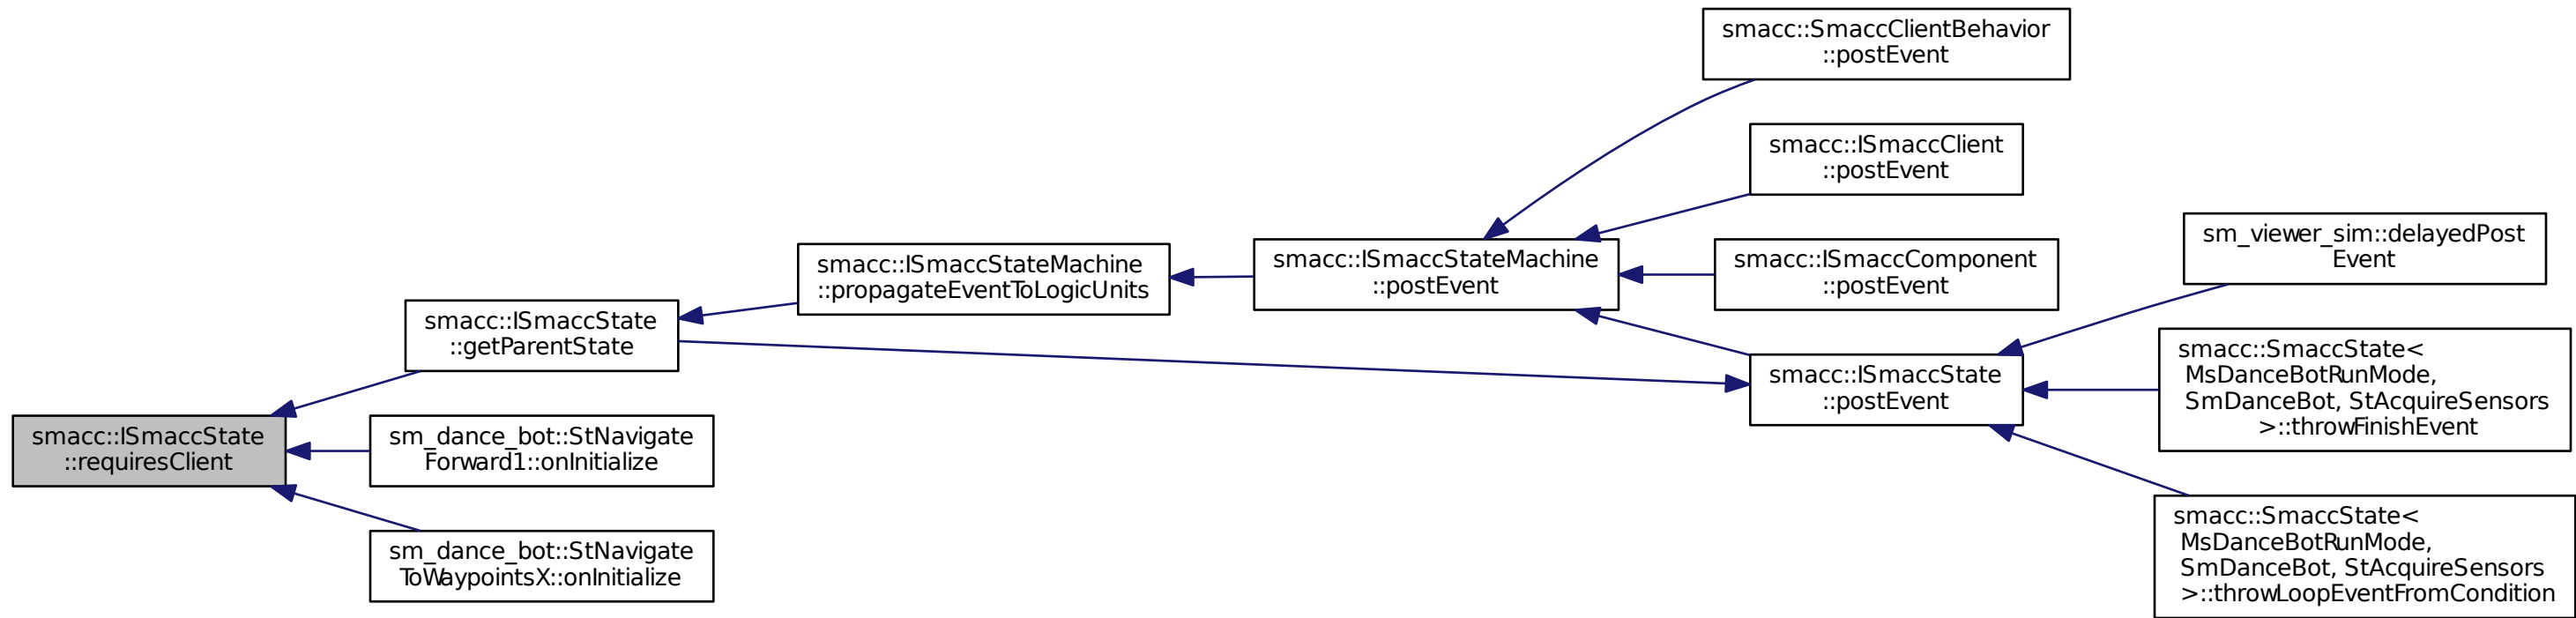 smacc::ISmaccState
::requiresClient
smacc::ISmaccState
::getParentState
sm_dance_bot::StNavigate
Forward1::onInitialize
sm_dance_bot::StNavigate
ToWaypointsX::onInitialize
smacc::ISmaccStateMachine
::propagateEventToLogicUnits
smacc::ISmaccStateMachine
::postEvent
smacc::SmaccClientBehavior
::postEvent
smacc::ISmaccClient
::postEvent
smacc::ISmaccComponent
::postEvent
smacc::ISmaccState
::postEvent
sm_viewer_sim::delayedPost
Event
smacc::SmaccState<
MsDanceBotRunMode,
SmDanceBot, StAcquireSensors
>::throwFinishEvent
smacc::SmaccState<
MsDanceBotRunMode,
SmDanceBot, StAcquireSensors
>::throwLoopEventFromCondition